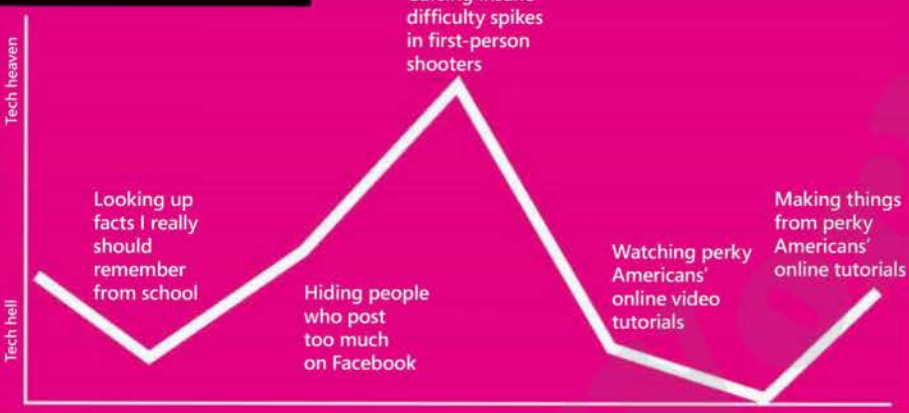 difficulty spikes
in first-person
shooters
Tech heaven
Looking up
facts I really
should
remember
from school
Hiding people
who post
too much
on Facebook
Watching perky
Americans'
online video
tutorials
Making things
from perky
Americans'
online tutorials
Tech hell